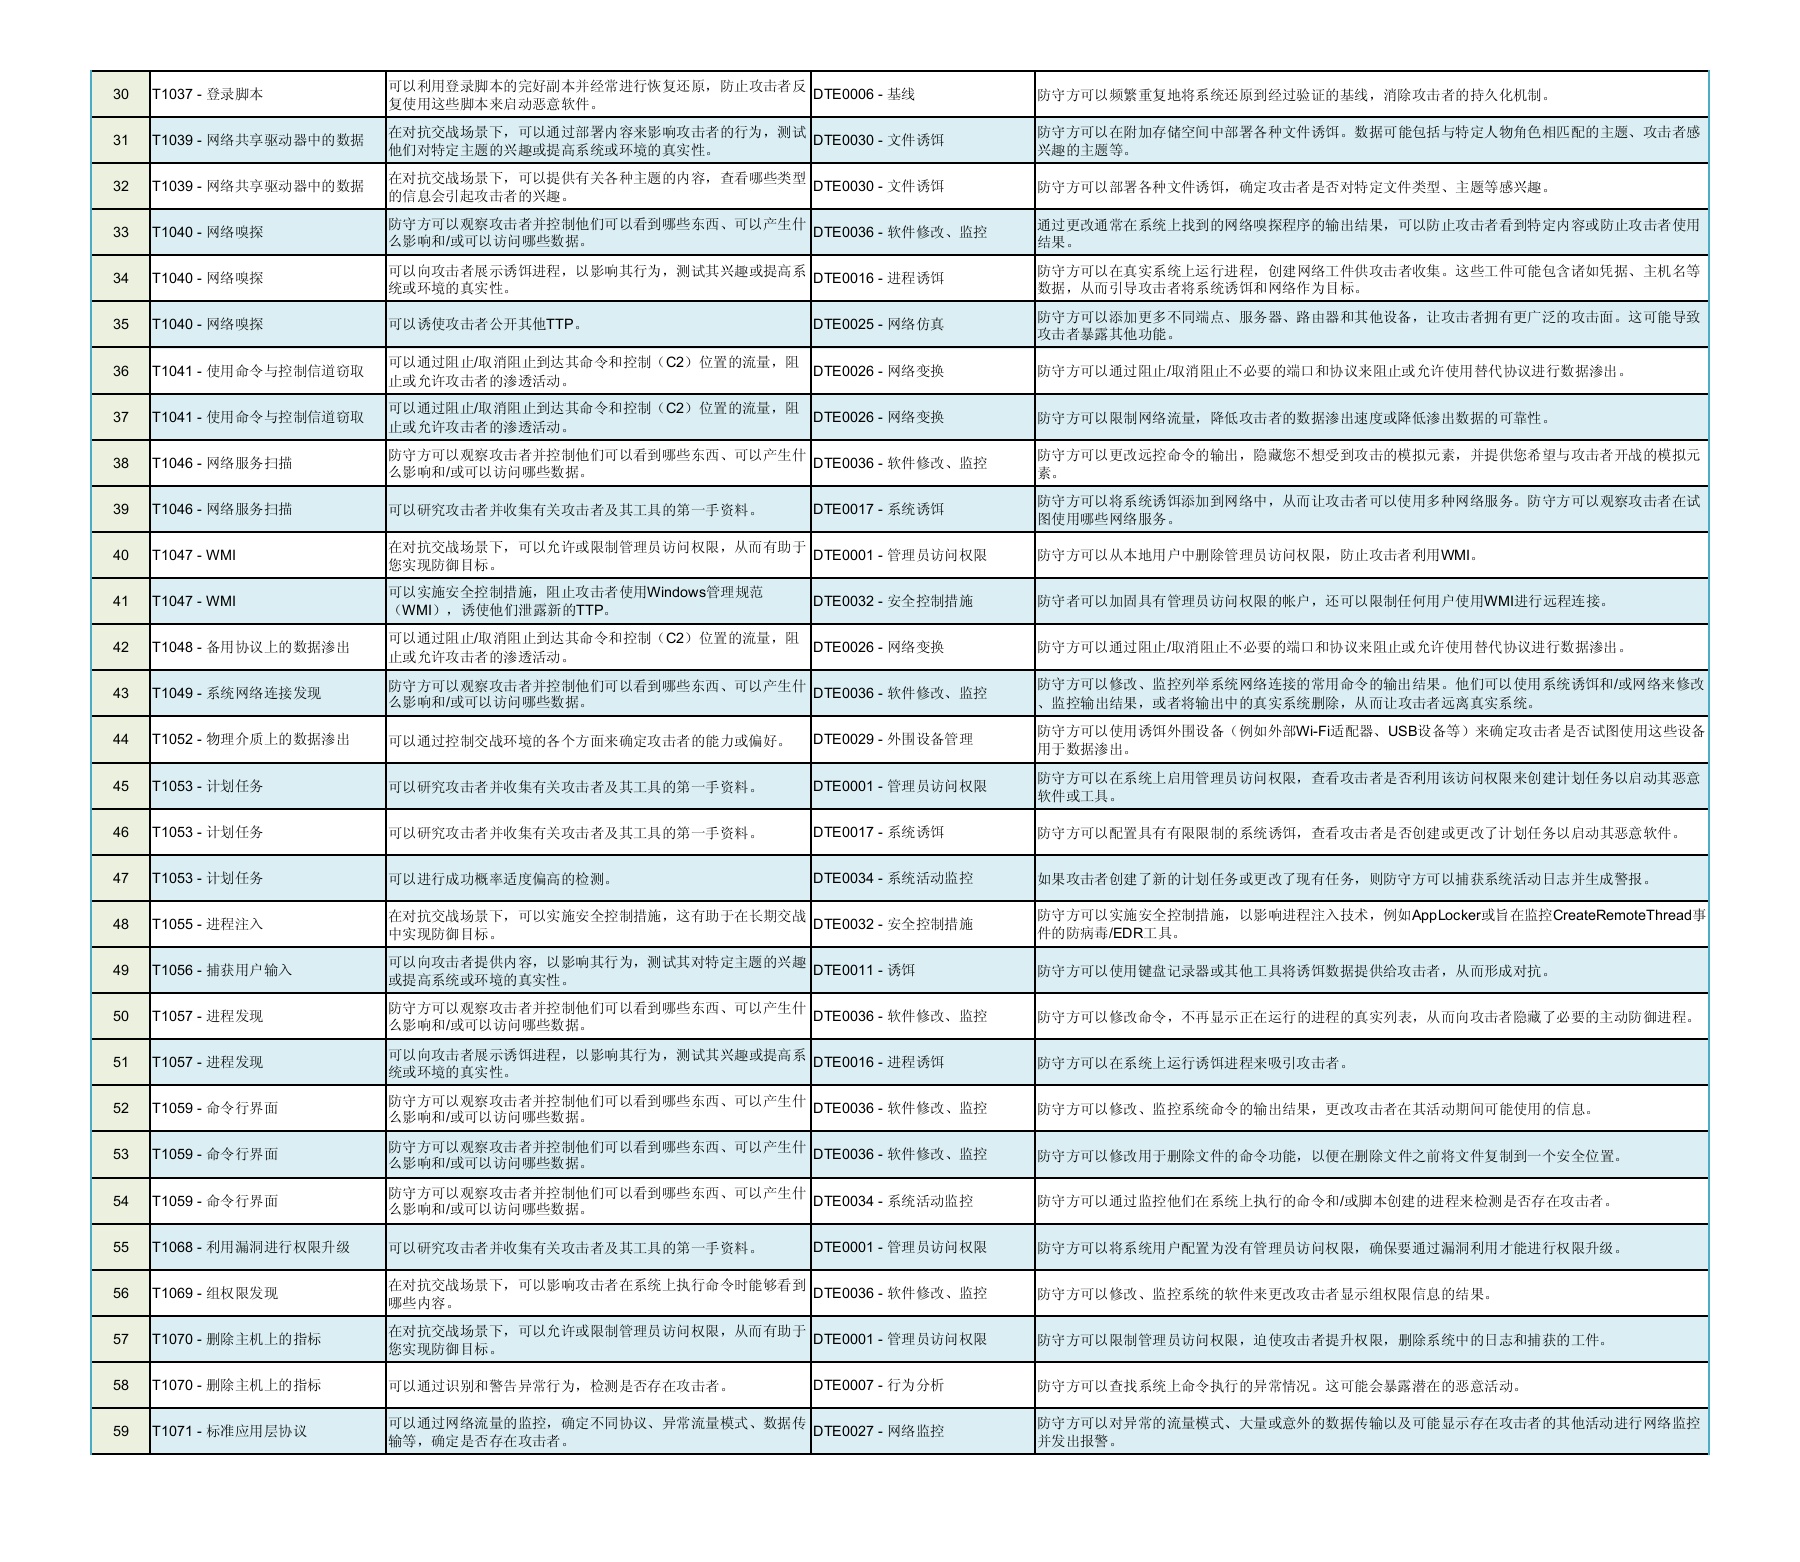 30 T1037 - 登录脚本 可以利用登录脚本的完好副本并经常进行恢复还原，防止攻击者反 DTE0006 - 基线 防守方可以频繁重复地将系统还原到经过验证的基线，消除攻击者的持久化机制。
复使用这些脚本来启动恶意软件。
31 T1039 - 网络共享驱动器中的数据 在对抗交战场景下，可以通过部署内容来影响攻击者的行为，测试 DTE0030 - 文件诱饵 防守方可以在附加存储空间中部署各种文件诱饵。数据可能包括与特定人物角色相匹配的主题、攻击者感
他们对特定主题的兴趣或提高系统或环境的真实性。 兴趣的主题等。
32 T1039 - 网络共享驱动器中的数据 在对抗交战场景下，可以提供有关各种主题的内容，查看哪些类型 DTE0030 - 文件诱饵 防守方可以部署各种文件诱饵，确定攻击者是否对特定文件类型、主题等感兴趣。
的信息会引起攻击者的兴趣。
33 T1040 - 网络嗅探 防守方可以观察攻击者并控制他们可以看到哪些东西、可以产生什 DTE0036 - 软件修改、监控 通过更改通常在系统上找到的网络嗅探程序的输出结果，可以防止攻击者看到特定内容或防止攻击者使用
么影响和/或可以访问哪些数据。 结果。
34 T1040 - 网络嗅探 可以向攻击者展示诱饵进程，以影响其行为，测试其兴趣或提高系 DTE0016 - 进程诱饵 防守方可以在真实系统上运行进程，创建网络工件供攻击者收集。这些工件可能包含诸如凭据、主机名等
统或环境的真实性。 数据，从而引导攻击者将系统诱饵和网络作为目标。
35 T1040 - 网络嗅探 可以诱使攻击者公开其他TTP。 DTE0025 - 网络仿真 防守方可以添加更多不同端点、服务器、路由器和其他设备，让攻击者拥有更广泛的攻击面。这可能导致
攻击者暴露其他功能。
36 T1041 - 使用命令与控制信道窃取 可以通过阻止/取消阻止到达其命令和控制（C2）位置的流量，阻 DTE0026 - 网络变换 防守方可以通过阻止/取消阻止不必要的端口和协议来阻止或允许使用替代协议进行数据渗出。
止或允许攻击者的渗透活动。
37 T1041 - 使用命令与控制信道窃取 可以通过阻止/取消阻止到达其命令和控制（C2）位置的流量，阻 DTE0026 - 网络变换 防守方可以限制网络流量，降低攻击者的数据渗出速度或降低渗出数据的可靠性。
止或允许攻击者的渗透活动。
38 T1046 - 网络服务扫描 防守方可以观察攻击者并控制他们可以看到哪些东西、可以产生什 DTE0036 - 软件修改、监控 防守方可以更改远控命令的输出，隐藏您不想受到攻击的模拟元素，并提供您希望与攻击者开战的模拟元
么影响和/或可以访问哪些数据。 素。
39 T1046 - 网络服务扫描 可以研究攻击者并收集有关攻击者及其工具的第一手资料。 DTE0017 - 系统诱饵 防守方可以将系统诱饵添加到网络中，从而让攻击者可以使用多种网络服务。防守方可以观察攻击者在试
图使用哪些网络服务。
40 T1047 - WMI 在对抗交战场景下，可以允许或限制管理员访问权限，从而有助于 DTE0001 - 管理员访问权限 防守方可以从本地用户中删除管理员访问权限，防止攻击者利用WMI。
您实现防御目标。
41 T1047 - WMI 可以实施安全控制措施，阻止攻击者使用Windows管理规范 DTE0032 - 安全控制措施 防守者可以加固具有管理员访问权限的帐户，还可以限制任何用户使用WMI进行远程连接。
（WMI），诱使他们泄露新的TTP。
42 T1048 - 备用协议上的数据渗出 可以通过阻止/取消阻止到达其命令和控制（C2）位置的流量，阻 DTE0026 - 网络变换 防守方可以通过阻止/取消阻止不必要的端口和协议来阻止或允许使用替代协议进行数据渗出。
止或允许攻击者的渗透活动。
43 T1049 - 系统网络连接发现 防守方可以观察攻击者并控制他们可以看到哪些东西、可以产生什 DTE0036 - 软件修改、监控 防守方可以修改、监控列举系统网络连接的常用命令的输出结果。他们可以使用系统诱饵和/或网络来修改
么影响和/或可以访问哪些数据。 、监控输出结果，或者将输出中的真实系统删除，从而让攻击者远离真实系统。
44 T1052 - 物理介质上的数据渗出 可以通过控制交战环境的各个方面来确定攻击者的能力或偏好。 DTE0029 - 外围设备管理 防守方可以使用诱饵外围设备（例如外部Wi-Fi适配器、USB设备等）来确定攻击者是否试图使用这些设备
用于数据渗出。
45 T1053 - 计划任务 可以研究攻击者并收集有关攻击者及其工具的第一手资料。 DTE0001 - 管理员访问权限 防守方可以在系统上启用管理员访问权限，查看攻击者是否利用该访问权限来创建计划任务以启动其恶意
软件或工具。
46 T1053 - 计划任务 可以研究攻击者并收集有关攻击者及其工具的第一手资料。 DTE0017 - 系统诱饵 防守方可以配置具有有限限制的系统诱饵，查看攻击者是否创建或更改了计划任务以启动其恶意软件。
47 T1053 - 计划任务 可以进行成功概率适度偏高的检测。 DTE0034 - 系统活动监控 如果攻击者创建了新的计划任务或更改了现有任务，则防守方可以捕获系统活动日志并生成警报。
48 T1055 - 进程注入 在对抗交战场景下，可以实施安全控制措施，这有助于在长期交战 DTE0032 - 安全控制措施 防守方可以实施安全控制措施，以影响进程注入技术，例如AppLocker或旨在监控CreateRemoteThread事
中实现防御目标。 件的防病毒/EDR工具。
49 T1056 - 捕获用户输入 可以向攻击者提供内容，以影响其行为，测试其对特定主题的兴趣 DTE0011 - 诱饵 防守方可以使用键盘记录器或其他工具将诱饵数据提供给攻击者，从而形成对抗。
或提高系统或环境的真实性。
50 T1057 - 进程发现 防守方可以观察攻击者并控制他们可以看到哪些东西、可以产生什 DTE0036 - 软件修改、监控 防守方可以修改命令，不再显示正在运行的进程的真实列表，从而向攻击者隐藏了必要的主动防御进程。
么影响和/或可以访问哪些数据。
51 T1057 - 进程发现 可以向攻击者展示诱饵进程，以影响其行为，测试其兴趣或提高系 DTE0016 - 进程诱饵 防守方可以在系统上运行诱饵进程来吸引攻击者。
统或环境的真实性。
52 T1059 - 命令行界面 防守方可以观察攻击者并控制他们可以看到哪些东西、可以产生什 DTE0036 - 软件修改、监控 防守方可以修改、监控系统命令的输出结果，更改攻击者在其活动期间可能使用的信息。
么影响和/或可以访问哪些数据。
53 T1059 - 命令行界面 防守方可以观察攻击者并控制他们可以看到哪些东西、可以产生什 DTE0036 - 软件修改、监控 防守方可以修改用于删除文件的命令功能，以便在删除文件之前将文件复制到一个安全位置。
么影响和/或可以访问哪些数据。
54 T1059 - 命令行界面 防守方可以观察攻击者并控制他们可以看到哪些东西、可以产生什 DTE0034 - 系统活动监控 防守方可以通过监控他们在系统上执行的命令和/或脚本创建的进程来检测是否存在攻击者。
么影响和/或可以访问哪些数据。
55 T1068 - 利用漏洞进行权限升级 可以研究攻击者并收集有关攻击者及其工具的第一手资料。 DTE0001 - 管理员访问权限 防守方可以将系统用户配置为没有管理员访问权限，确保要通过漏洞利用才能进行权限升级。
56 T1069 - 组权限发现 在对抗交战场景下，可以影响攻击者在系统上执行命令时能够看到 DTE0036 - 软件修改、监控 防守方可以修改、监控系统的软件来更改攻击者显示组权限信息的结果。
哪些内容。
57 T1070 - 删除主机上的指标 在对抗交战场景下，可以允许或限制管理员访问权限，从而有助于 DTE0001 - 管理员访问权限 防守方可以限制管理员访问权限，迫使攻击者提升权限，删除系统中的日志和捕获的工件。
您实现防御目标。
58 T1070 - 删除主机上的指标 可以通过识别和警告异常行为，检测是否存在攻击者。 DTE0007 - 行为分析 防守方可以查找系统上命令执行的异常情况。这可能会暴露潜在的恶意活动。
59 T1071 - 标准应用层协议 可以通过网络流量的监控，确定不同协议、异常流量模式、数据传 DTE0027 - 网络监控 防守方可以对异常的流量模式、大量或意外的数据传输以及可能显示存在攻击者的其他活动进行网络监控
输等，确定是否存在攻击者。 并发出报警。